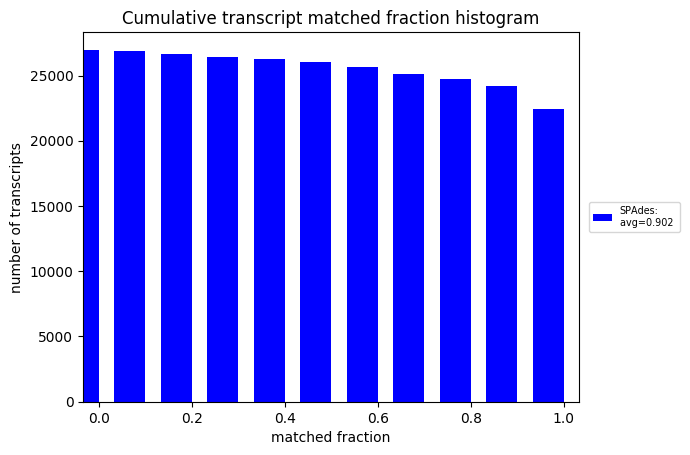 Cumulative transcript matched fraction histogram
number of transcripts
25000
20000
15000
10000
5000
0
0.0 0.2 0.4 0.6 0.8 1.0
matched fraction
SPAdes:
avg=0.902